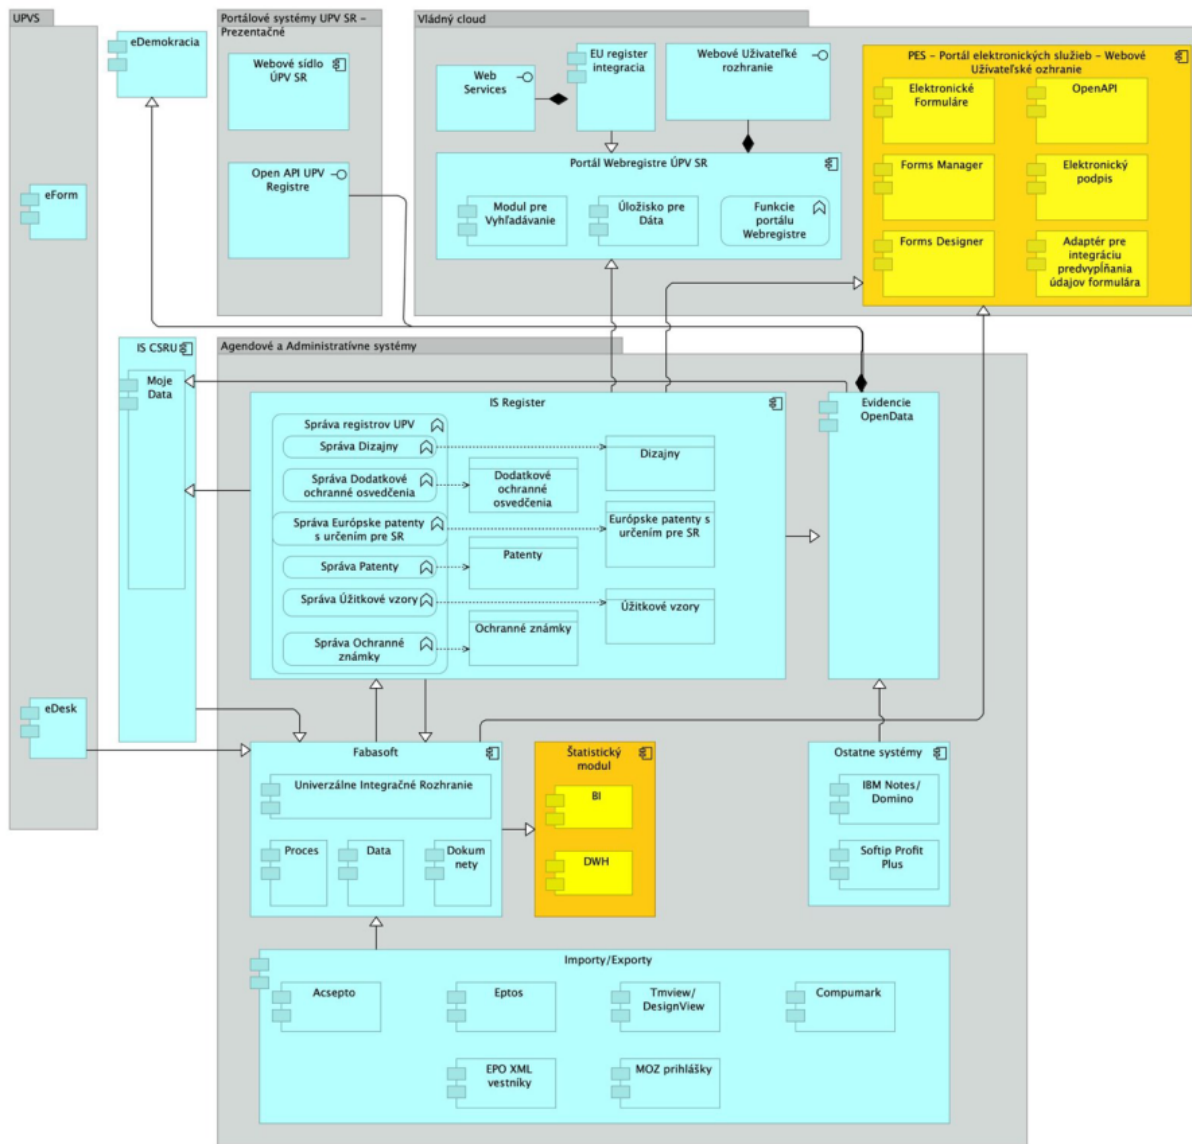 UPVS
eDemokracia
eForm
eDesk
Portálové systémy UPV SR -
Prezentačné
Webové sídlo
ÚPV SR
Open API UPV
Registre
Vládný cloud
Web
Services
EU register
integracia
Webové Uživateľké
rozhranie
Portál Webregistre ÚPV SR
Modul pre
Vyhľadávanie
Úložisko pre
Dáta
Funkcie
portálu
Webregistre
PES - Portál elektronických služieb - Webové
Uživateľské ozhranie
Elektronické
Formuláre
OpenAPI
Forms Manager
Elektronický
podpis
Forms Designer
Adaptér pre
integráciu
predvypĺňania
údajov formulára
IS CSRU
Moje
Data
Agendové a Administratívne systémy
IS Register
Správa registrov UPV
Správa Dizajny
Správa Dodatkové
ochranné osvedčenia
Správa Európske patenty
s určením pre SR
Správa Patenty
Správa Úžitkové vzory
Správa Ochranné
známky
Dizajny
Dodatkové
ochranné
osvedčenia
Európske patenty s
určením pre SR
Patenty
Úžitkové vzory
Ochranné známky
Evidencie
OpenData
Fabasoft
Univerzálne Integračné Rozhranie
Proces
Data
Dokum
nety
Štatistický
modul
BI
DWH
Ostatne systémy
IBM Notes/
Domino
Softip Profit
Plus
Importy/Exporty
Acsepto
Eptos
Tmview/
DesignView
Compumark
EPO XML
vestníky
MOZ prihlášky